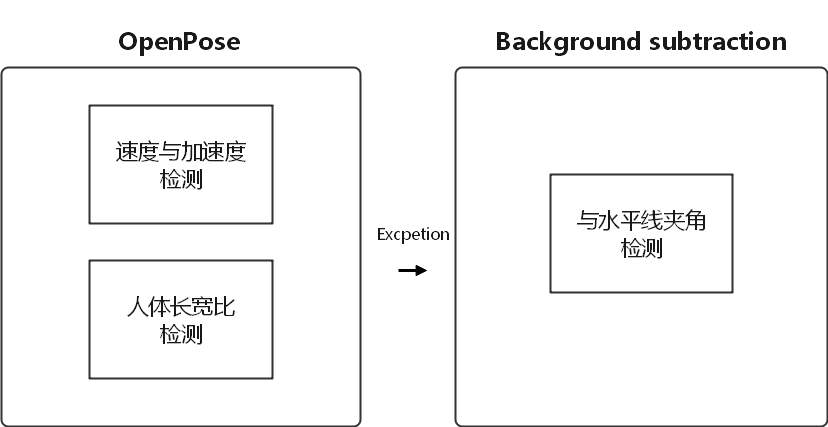 OpenPose
速度与加速度
检测
人体长宽比
检测
Excpetion
Background subtraction
与水平线夹角
检测